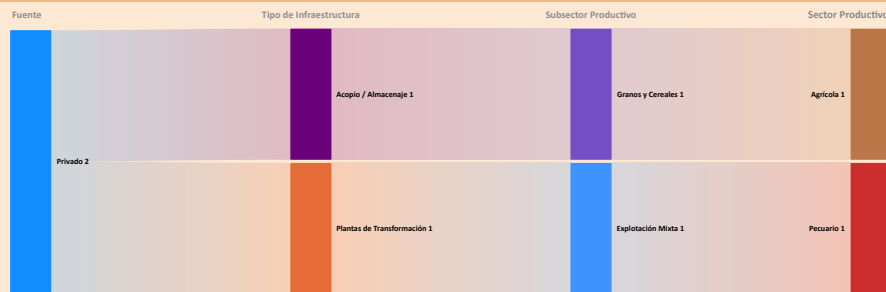 Fuente
Tipo de Infraestructura
Subsector Productivo
Sector Productivo
Acopio / Almacenaje 1
Granos y Cereales 1
Agrícola 1
Privado 2
Plantas de Transformación 1
Explotación Mixta 1
Pecuario 1